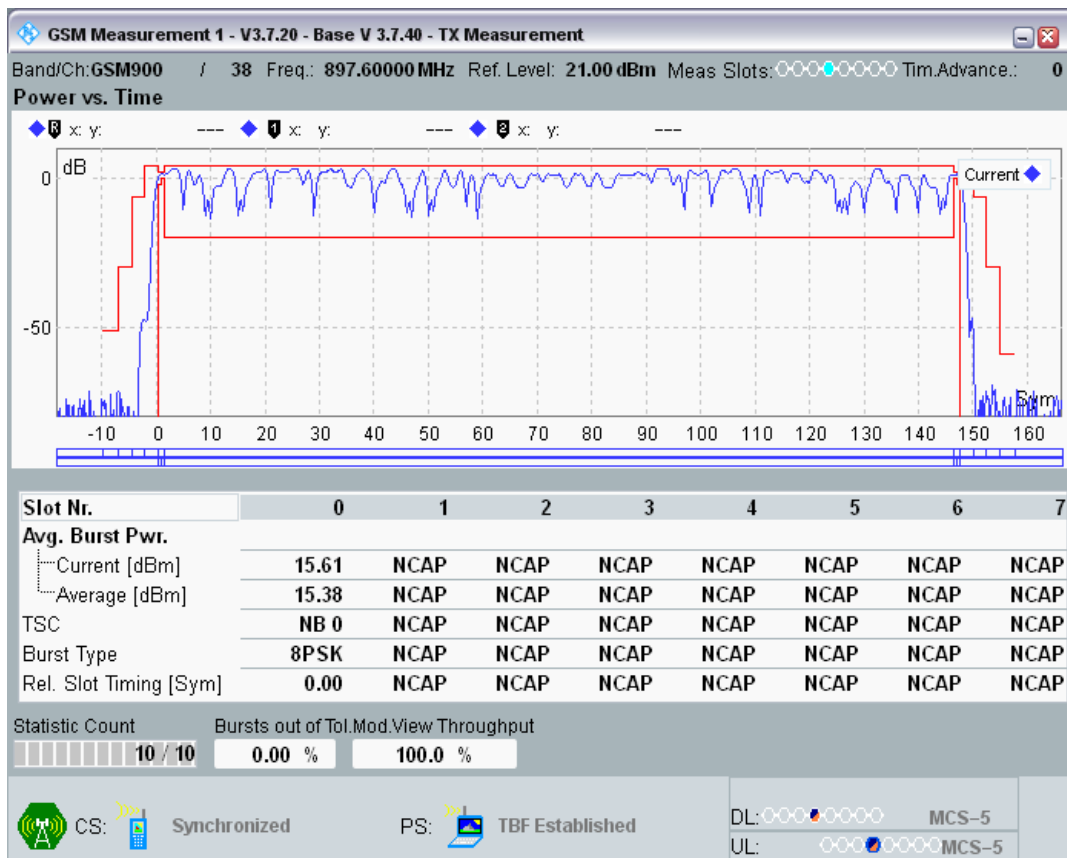 GSM Measurement 1 - V3.7.20 - Base V 3.7.40 - TX Measurement
Band/Ch:GSM900 / 38 Freq.: 897.60000 MHz Ref. Level: 21.00 dBm Meas Slots: Tim.Advance.: 0
Power vs. Time
R x: y: --- 1 x: y: --- 2 x: y: ---
dB
Current
0
-50
Sym
-10 0 10 20 30 40 50 60 70 80 90 100 110 120 130 140 150 160
Slot Nr. 0 1 2 3 4 5 6 7
Avg. Burst Pwr.
Current [dBm] 15.61 NCAP NCAP NCAP NCAP NCAP NCAP NCAP
Average [dBm] 15.38 NCAP NCAP NCAP NCAP NCAP NCAP NCAP
TSC NB 0 NCAP NCAP NCAP NCAP NCAP NCAP NCAP
Burst Type 8PSK NCAP NCAP NCAP NCAP NCAP NCAP NCAP
Rel. Slot Timing [Sym] 0.00 NCAP NCAP NCAP NCAP NCAP NCAP NCAP
Statistic Count Bursts out of Tol.Mod.View Throughput
10 / 10 0.00 % 100.0 %
CS: Synchronized PS: TBF Established
DL: MCS-5
UL: MCS-5